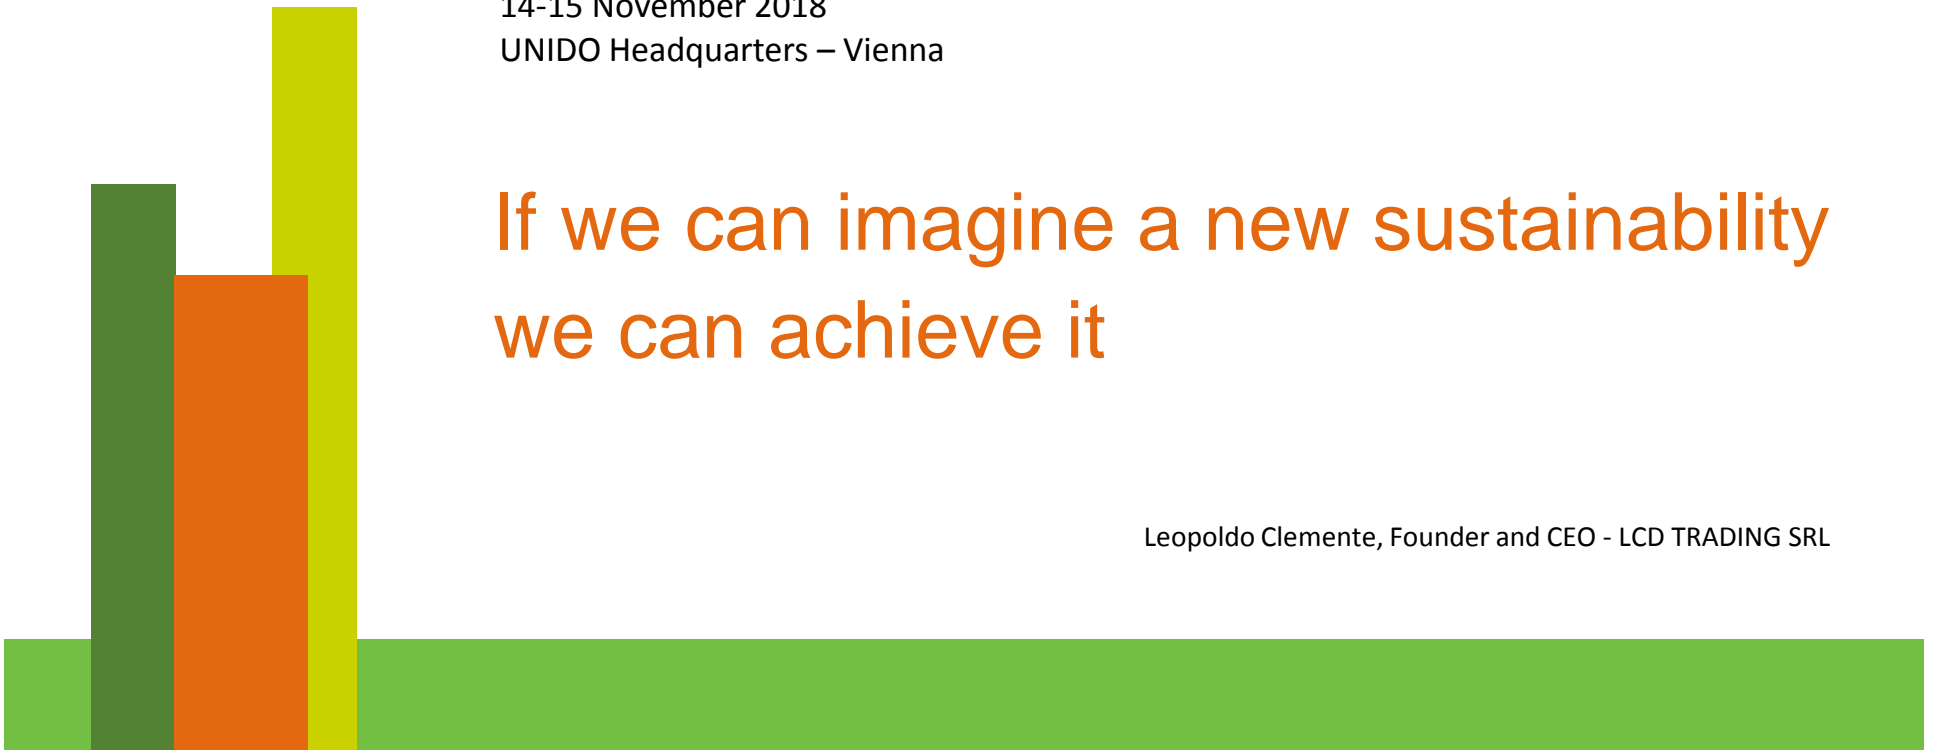 14-15 November 2018
UNIDO Headquarters – Vienna
If we can imagine a new sustainability
we can achieve it
Leopoldo Clemente, Founder and CEO - LCD TRADING SRL